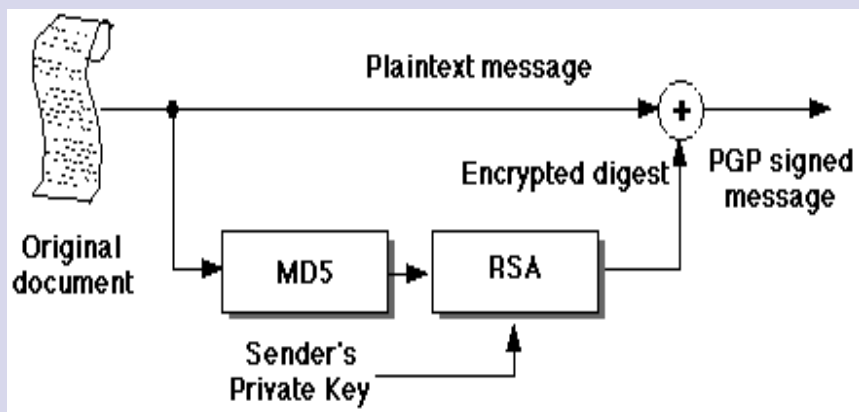 Plaintext message
+
Encrypted digest
PGP signed
message
Original
document
MD5
RSA
Sender's
Private Key